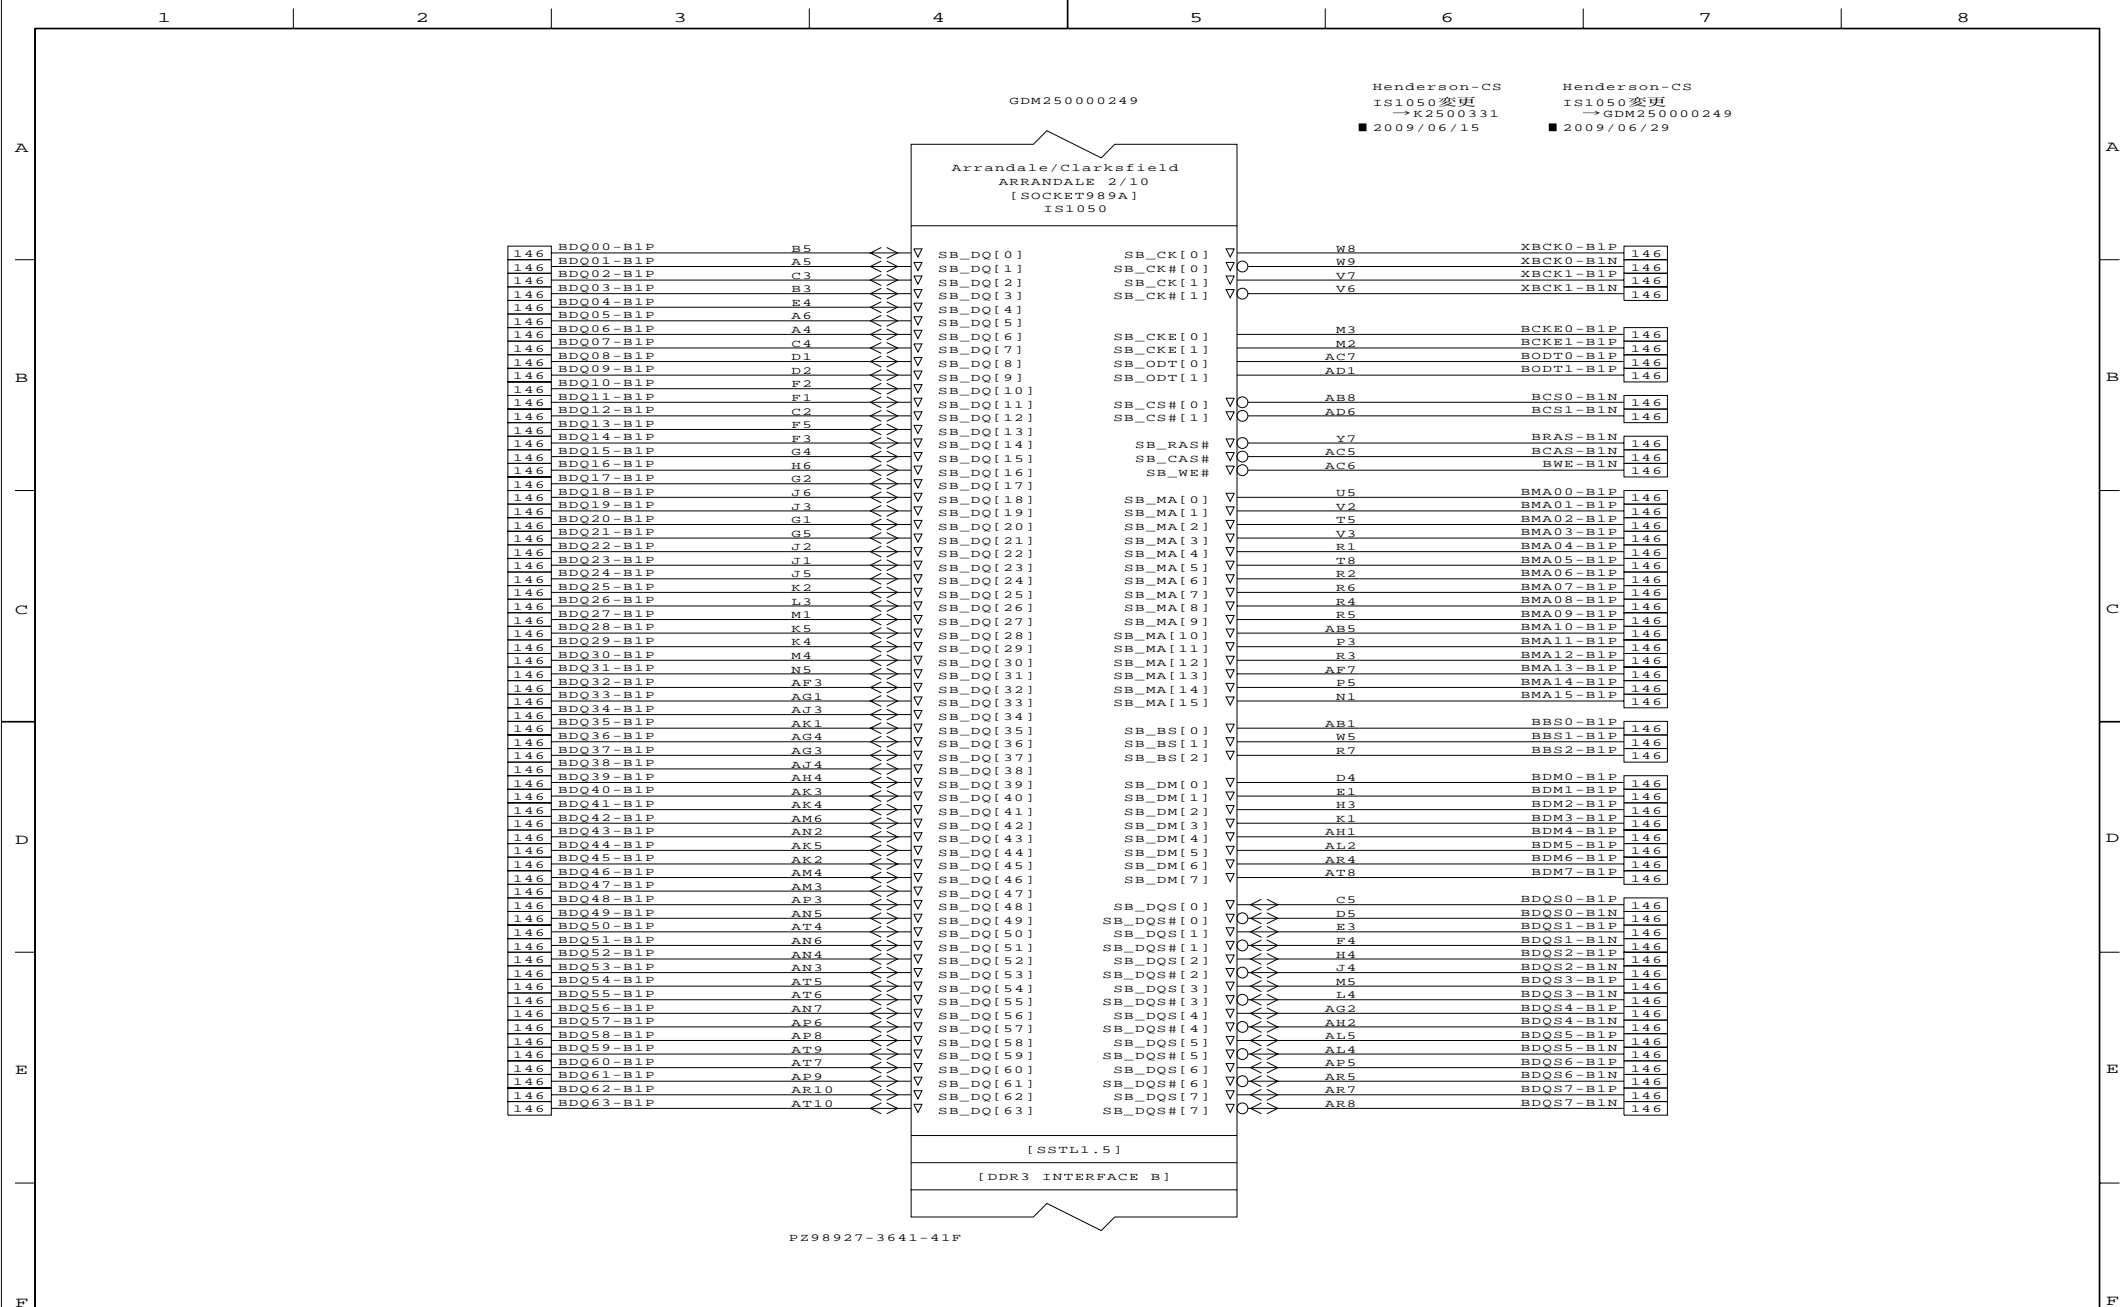 1 2 3 4 5 6 7 8
Henderson-CS Henderson-CS
GDM250000249 IS1050変更 IS1050変更
→K2500331 →GDM250000249
■2009/06/15 ■2009/06/29
A A
Arrandale/Clarksfield
ARRANDALE 2/10
[SOCKET989A]
IS1050
146 BDQ00-B1P B5 SB_DQ[0] SB_CK[0] W8 XBCK0-B1P 146
146 BDQ01-B1P A5 SB_DQ[1] SB_CK#[0] W9 XBCK0-B1N 146
146 BDQ02-B1P C3 SB_DQ[2] SB_CK[1] V7 XBCK1-B1P 146
146 BDQ03-B1P B3 SB_DQ[3] SB_CK#[1] V6 XBCK1-B1N 146
146 BDQ04-B1P E4 SB_DQ[4]
146 BDQ05-B1P A6 SB_DQ[5]
146 BDQ06-B1P A4 SB_DQ[6] SB_CKE[0] M3 BCKE0-B1P 146
146 BDQ07-B1P C4 SB_DQ[7] SB_CKE[1] M2 BCKE1-B1P 146
146 BDQ08-B1P D1 SB_DQ[8] SB_ODT[0] AC7 BODT0-B1P 146
B 146 BDQ09-B1P D2 SB_DQ[9] SB_ODT[1] AD1 BODT1-B1P 146 B
146 BDQ10-B1P F2 SB_DQ[10]
146 BDQ11-B1P F1 SB_DQ[11] SB_CS#[0] AB8 BCS0-B1N 146
146 BDQ12-B1P C2 SB_DQ[12] SB_CS#[1] AD6 BCS1-B1N 146
146 BDQ13-B1P F5 SB_DQ[13]
146 BDQ14-B1P F3 SB_DQ[14] SB_RAS# Y7 BRAS-B1N 146
146 BDQ15-B1P G4 SB_DQ[15] SB_CAS# AC5 BCAS-B1N 146
146 BDQ16-B1P H6 SB_DQ[16] SB_WE# AC6 BWE-B1N 146
146 BDQ17-B1P G2 SB_DQ[17]
146 BDQ18-B1P J6 SB_DQ[18] SB_MA[0] U5 BMA00-B1P 146
146 BDQ19-B1P J3 SB_DQ[19] SB_MA[1] V2 BMA01-B1P 146
146 BDQ20-B1P G1 SB_DQ[20] SB_MA[2] T5 BMA02-B1P 146
146 BDQ21-B1P G5 SB_DQ[21] SB_MA[3] V3 BMA03-B1P 146
146 BDQ22-B1P J2 SB_DQ[22] SB_MA[4] R1 BMA04-B1P 146
146 BDQ23-B1P J1 SB_DQ[23] SB_MA[5] T8 BMA05-B1P 146
146 BDQ24-B1P J5 SB_DQ[24] SB_MA[6] R2 BMA06-B1P 146
146 BDQ25-B1P K2 SB_DQ[25] SB_MA[7] R6 BMA07-B1P 146
C 146 BDQ26-B1P L3 SB_DQ[26] SB_MA[8] R4 BMA08-B1P 146 C
146 BDQ27-B1P M1 SB_DQ[27] SB_MA[9] R5 BMA09-B1P 146
146 BDQ28-B1P K5 SB_DQ[28] SB_MA[10] AB5 BMA10-B1P 146
146 BDQ29-B1P K4 SB_DQ[29] SB_MA[11] P3 BMA11-B1P 146
146 BDQ30-B1P M4 SB_DQ[30] SB_MA[12] R3 BMA12-B1P 146
146 BDQ31-B1P N5 SB_DQ[31] SB_MA[13] AF7 BMA13-B1P 146
146 BDQ32-B1P AF3 SB_DQ[32] SB_MA[14] P5 BMA14-B1P 146
146 BDQ33-B1P AG1 SB_DQ[33] SB_MA[15] N1 BMA15-B1P 146
146 BDQ34-B1P AJ3 SB_DQ[34]
146 BDQ35-B1P AK1 SB_DQ[35] SB_BS[0] AB1 BBS0-B1P 146
146 BDQ36-B1P AG4 SB_DQ[36] SB_BS[1] W5 BBS1-B1P 146
146 BDQ37-B1P AG3 SB_DQ[37] SB_BS[2] R7 BBS2-B1P 146
146 BDQ38-B1P AJ4 SB_DQ[38]
146 BDQ39-B1P AH4 SB_DQ[39] SB_DM[0] D4 BDM0-B1P 146
146 BDQ40-B1P AK3 SB_DQ[40] SB_DM[1] E1 BDM1-B1P 146
146 BDQ41-B1P AK4 SB_DQ[41] SB_DM[2] H3 BDM2-B1P 146
146 BDQ42-B1P AM6 SB_DQ[42] SB_DM[3] K1 BDM3-B1P 146
D 146 BDQ43-B1P AN2 SB_DQ[43] SB_DM[4] AH1 BDM4-B1P 146 D
146 BDQ44-B1P AK5 SB_DQ[44] SB_DM[5] AL2 BDM5-B1P 146
146 BDQ45-B1P AK2 SB_DQ[45] SB_DM[6] AR4 BDM6-B1P 146
146 BDQ46-B1P AM4 SB_DQ[46] SB_DM[7] AT8 BDM7-B1P 146
146 BDQ47-B1P AM3 SB_DQ[47]
146 BDQ48-B1P AP3 SB_DQ[48] SB_DQS[0] C5 BDQS0-B1P 146
146 BDQ49-B1P AN5 SB_DQ[49] SB_DQS#[0] D5 BDQS0-B1N 146
146 BDQ50-B1P AT4 SB_DQ[50] SB_DQS[1] E3 BDQS1-B1P 146
146 BDQ51-B1P AN6 SB_DQ[51] SB_DQS#[1] F4 BDQS1-B1N 146
146 BDQ52-B1P AN4 SB_DQ[52] SB_DQS[2] H4 BDQS2-B1P 146
146 BDQ53-B1P AN3 SB_DQ[53] SB_DQS#[2] J4 BDQS2-B1N 146
146 BDQ54-B1P AT5 SB_DQ[54] SB_DQS[3] M5 BDQS3-B1P 146
146 BDQ55-B1P AT6 SB_DQ[55] SB_DQS#[3] L4 BDQS3-B1N 146
146 BDQ56-B1P AN7 SB_DQ[56] SB_DQS[4] AG2 BDQS4-B1P 146
146 BDQ57-B1P AP6 SB_DQ[57] SB_DQS#[4] AH2 BDQS4-B1N 146
146 BDQ58-B1P AP8 SB_DQ[58] SB_DQS[5] AL5 BDQS5-B1P 146
146 BDQ59-B1P AT9 SB_DQ[59] SB_DQS#[5] AL4 BDQS5-B1N 146
E 146 BDQ60-B1P AT7 SB_DQ[60] SB_DQS[6] AP5 BDQS6-B1P 146 E
146 BDQ61-B1P AP9 SB_DQ[61] SB_DQS#[6] AR5 BDQS6-B1N 146
146 BDQ62-B1P AR10 SB_DQ[62] SB_DQS[7] AR7 BDQS7-B1P 146
146 BDQ63-B1P AT10 SB_DQ[63] SB_DQS#[7] AR8 BDQS7-B1N 146
[SSTL1.5]
[DDR3 INTERFACE B]
PZ98927-3641-41F
F F